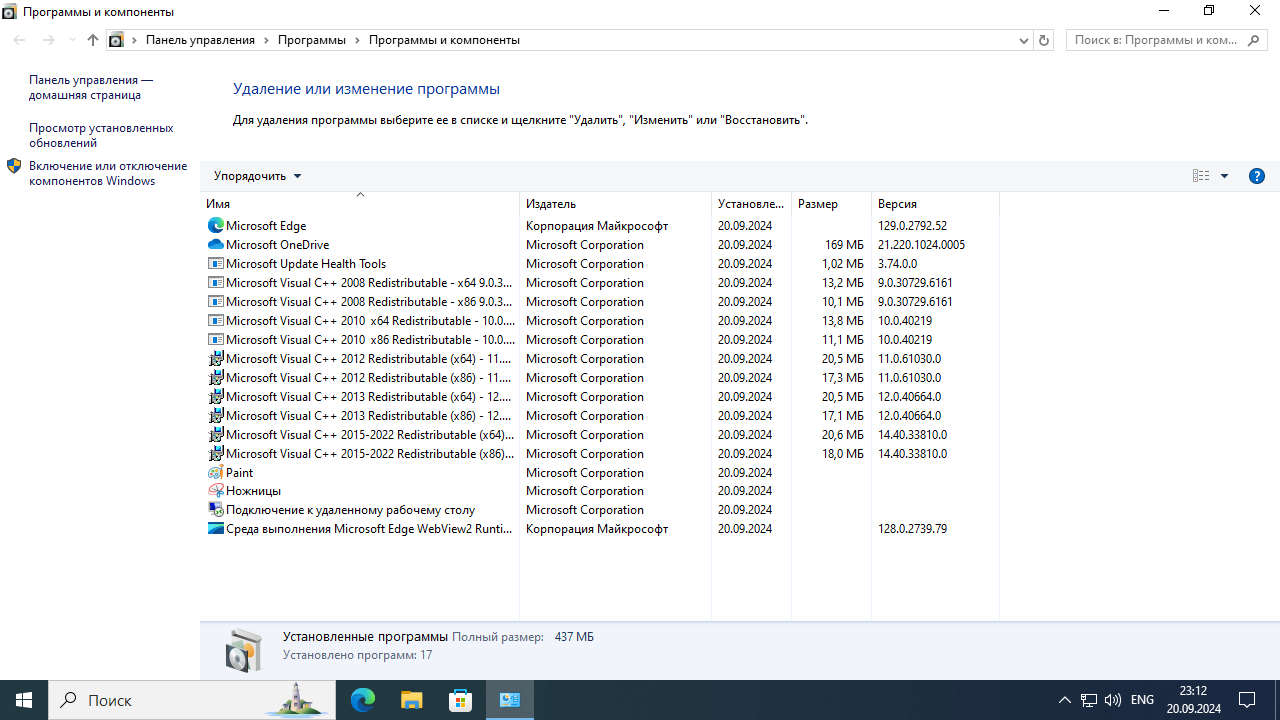 Программы и компоненты
Панель управления Программы Программы и компоненты
Поиск в: Программы и ком...
Панель управления —
домашняя страница
Просмотр установленных
обновлений
Включение или отключение
компонентов Windows
Удаление или изменение программы
Для удаления программы выберите ее в списке и щелкните "Удалить", "Изменить" или "Восстановить".
Упорядочить
Имя Издатель Установле... Размер Версия
Microsoft Edge Корпорация Майкрософт 20.09.2024 129.0.2792.52
Microsoft OneDrive Microsoft Corporation 20.09.2024 169 МБ 21.220.1024.0005
Microsoft Update Health Tools Microsoft Corporation 20.09.2024 1,02 МБ 3.74.0.0
Microsoft Visual C++ 2008 Redistributable - x64 9.0.3... Microsoft Corporation 20.09.2024 13,2 МБ 9.0.30729.6161
Microsoft Visual C++ 2008 Redistributable - x86 9.0.3... Microsoft Corporation 20.09.2024 10,1 МБ 9.0.30729.6161
Microsoft Visual C++ 2010 x64 Redistributable - 10.0.... Microsoft Corporation 20.09.2024 13,8 МБ 10.0.40219
Microsoft Visual C++ 2010 x86 Redistributable - 10.0.... Microsoft Corporation 20.09.2024 11,1 МБ 10.0.40219
Microsoft Visual C++ 2012 Redistributable (x64) - 11.... Microsoft Corporation 20.09.2024 20,5 МБ 11.0.61030.0
Microsoft Visual C++ 2012 Redistributable (x86) - 11.... Microsoft Corporation 20.09.2024 17,3 МБ 11.0.61030.0
Microsoft Visual C++ 2013 Redistributable (x64) - 12.... Microsoft Corporation 20.09.2024 20,5 МБ 12.0.40664.0
Microsoft Visual C++ 2013 Redistributable (x86) - 12.... Microsoft Corporation 20.09.2024 17,1 МБ 12.0.40664.0
Microsoft Visual C++ 2015-2022 Redistributable (x64)... Microsoft Corporation 20.09.2024 20,6 МБ 14.40.33810.0
Microsoft Visual C++ 2015-2022 Redistributable (x86)... Microsoft Corporation 20.09.2024 18,0 МБ 14.40.33810.0
Paint Microsoft Corporation 20.09.2024
Ножницы Microsoft Corporation 20.09.2024
Подключение к удаленному рабочему столу Microsoft Corporation 20.09.2024
Среда выполнения Microsoft Edge WebView2 Runti... Корпорация Майкрософт 20.09.2024 128.0.2739.79
Установленные программы Полный размер: 437 МБ
Установлено программ: 17
Поиск
ENG
23:12
20.09.2024